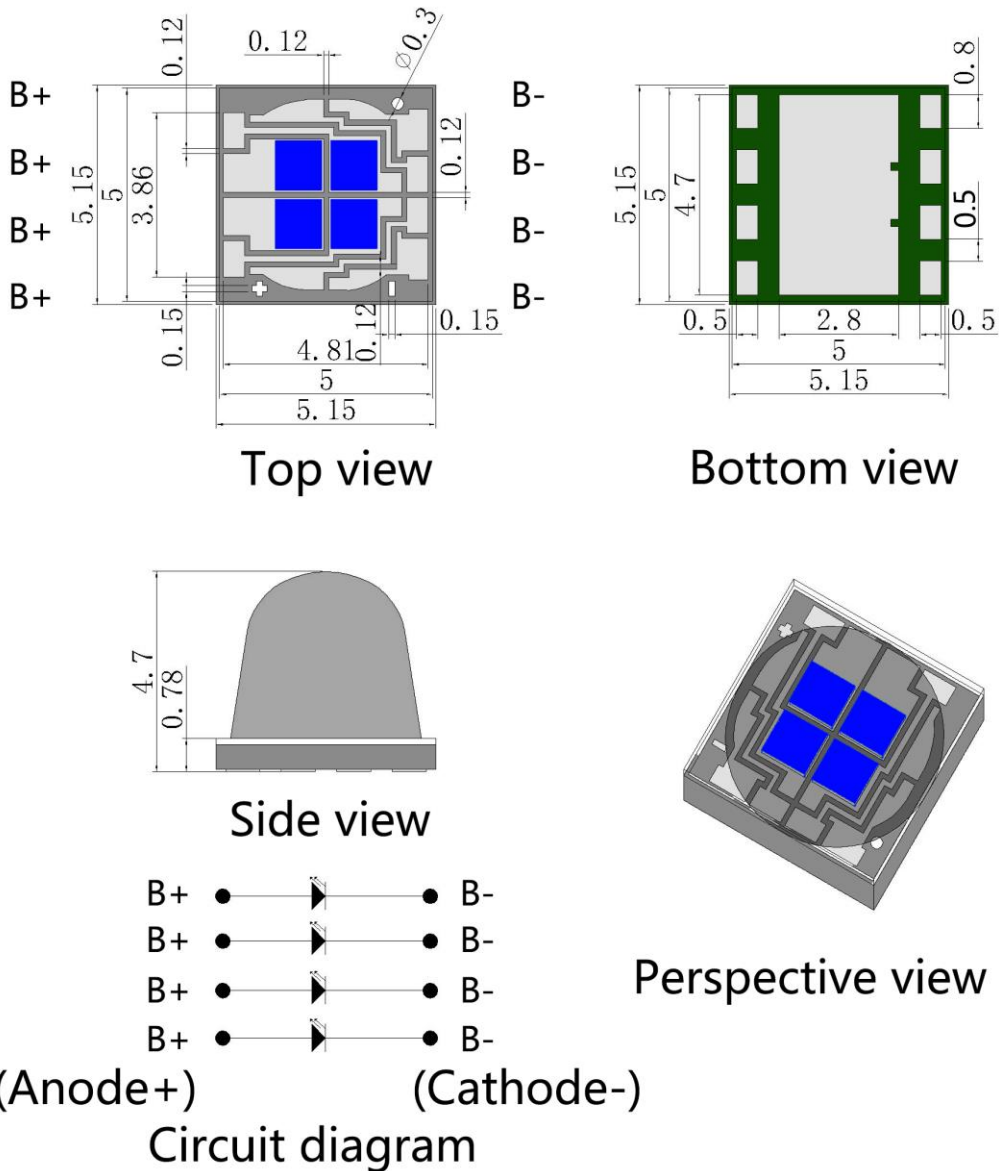 0.12
0.12
Ø0.3
0.8
B+
B-
B+
B-
B+
B-
B+
B-
5.15
5
3.86
0.12
5.15
5
4.7
0.5
0.15
0.12
0.15
4.81
5
5.15
0.5
2.8
0.5
5
5.15
Top view
Bottom view
4.7
0.78
Side view
B+
B-
B+
B-
B+
B-
B+
B-
Perspective view
(Anode+)
(Cathode-)
Circuit diagram